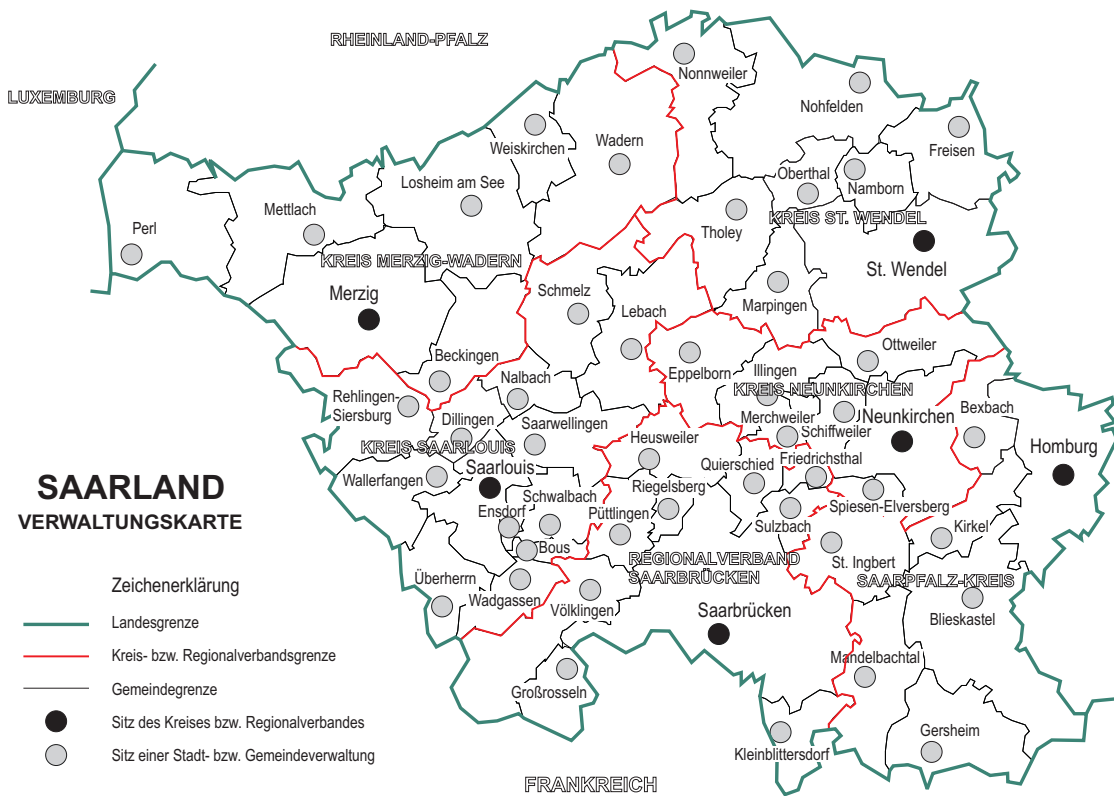 RHEINLAND-PFALZ
LUXEMBURG
Nonnweiler
Nohfelden
Weiskirchen
Wadern
Freisen
Oberthal
Namborn
Losheim am See
Mettlach
Perl
Tholey
KREIS ST. WENDEL
St. Wendel
KREIS MERZIG-WADERN
Merzig
Schmelz
Lebach
Marpingen
Beckingen
Ottweiler
Illingen
Eppelborn
KREIS NEUNKIRCHEN
Nalbach
Rehlingen-
Siersburg
Dillingen
Saarwellingen
Merchweiler
Schiffweiler
Neunkirchen
Bexbach
Homburg
KREIS SAARLOUIS
Heusweiler
Quierschied
Friedrichsthal
Saarlouis
Wallerfangen
Schwalbach
Riegelsberg
Ensdorf
Püttlingen
Sulzbach
Spiesen-Elversberg
Kirkel
Bous
REGIONALVERBAND
SAARBRÜCKEN
St. Ingbert
SAARPFALZ-KREIS
Überherrn
Wadgassen
Völklingen
Saarbrücken
Blieskastel
Mandelbachtal
Großrosseln
Kleinblittersdorf
Gersheim
FRANKREICH
SAARLAND
VERWALTUNGSKARTE
Zeichenerklärung
Landesgrenze
Kreis- bzw. Regionalverbandsgrenze
Gemeindegrenze
Sitz des Kreises bzw. Regionalverbandes
Sitz einer Stadt- bzw. Gemeindeverwaltung